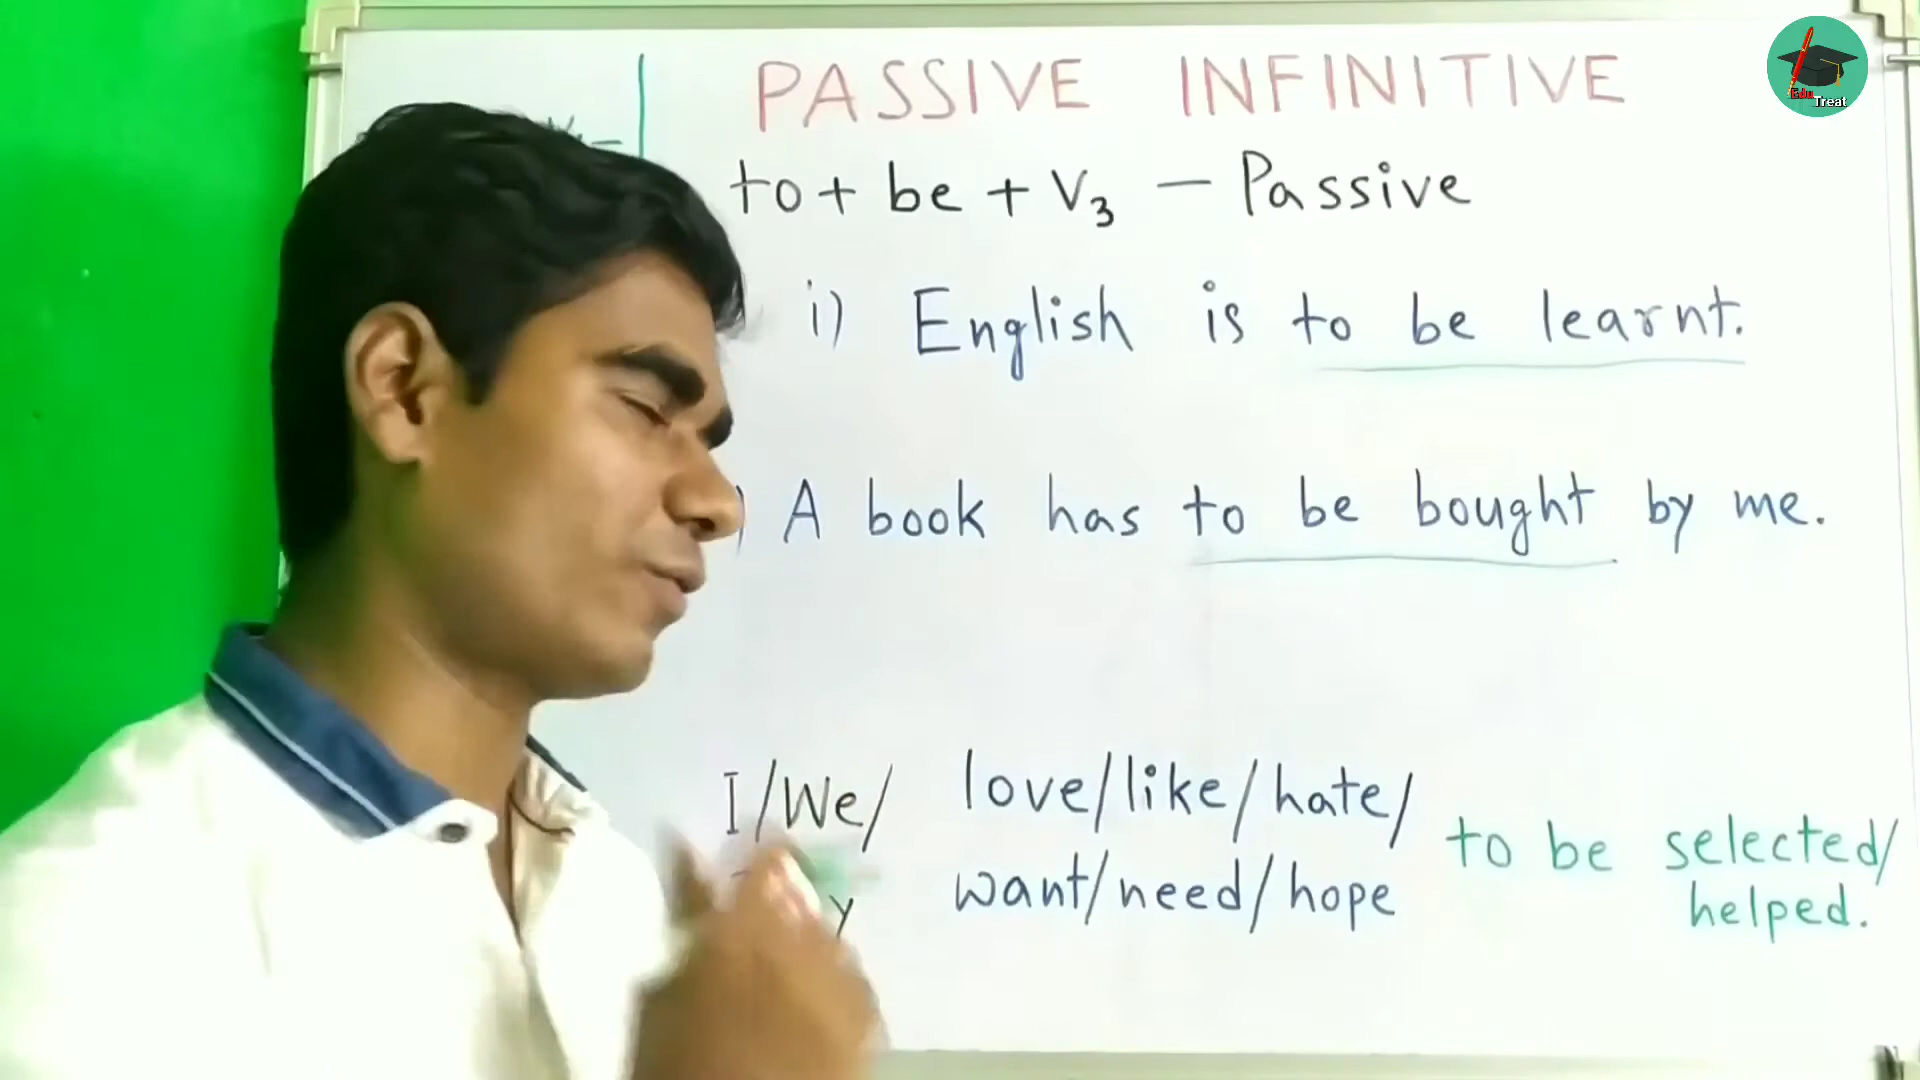 PASSIVE INFINITIVE
to + be + V3 — Passive
i) English is to be learnt.
) A book has to be bought by me.
I/We/ love/like/hate/
want/need/hope
to be selected/
helped.
Edu
Treat